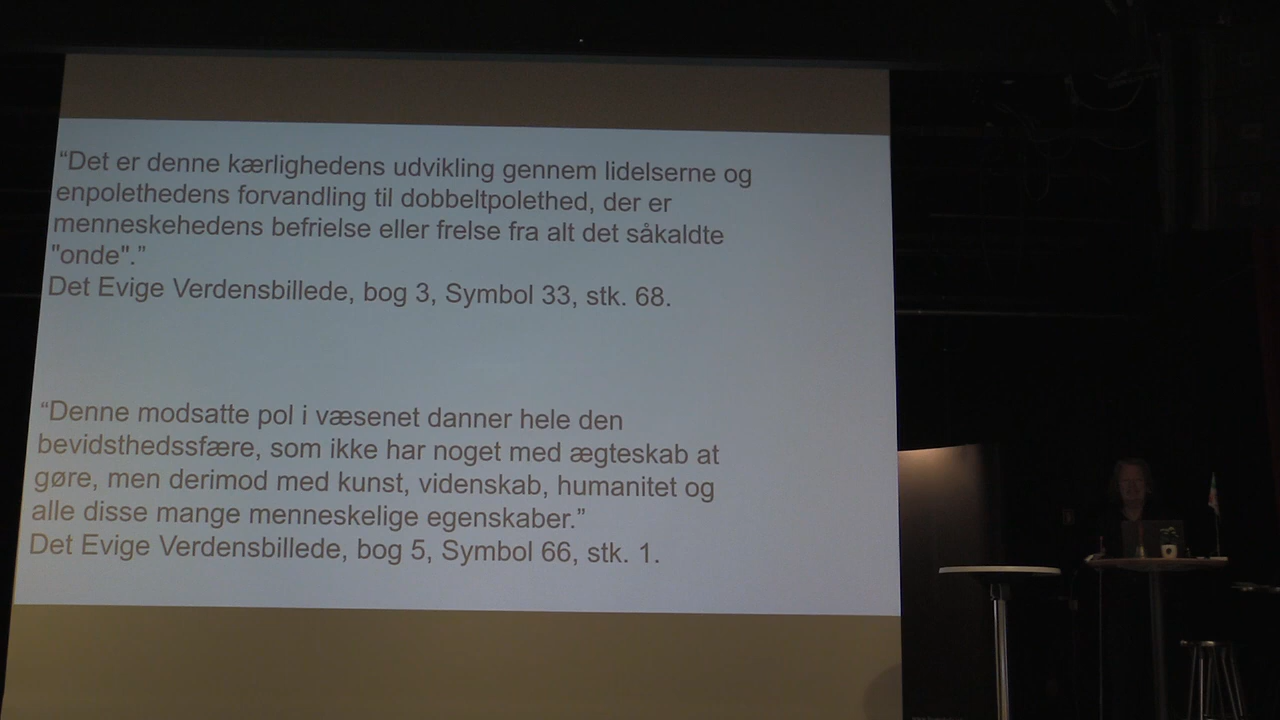 “Det er denne kærlighedens udvikling gennem lidelserne og
enpolethedens forvandling til dobbeltpolethed, der er
menneskehedens befrielse eller frelse fra alt det såkaldte
"onde".”
Det Evige Verdensbillede, bog 3, Symbol 33, stk. 68.
“Denne modsatte pol i væsenet danner hele den
bevidsthedssfære, som ikke har noget med ægteskab at
gøre, men derimod med kunst, videnskab, humanitet og
alle disse mange menneskelige egenskaber.”
Det Evige Verdensbillede, bog 5, Symbol 66, stk. 1.